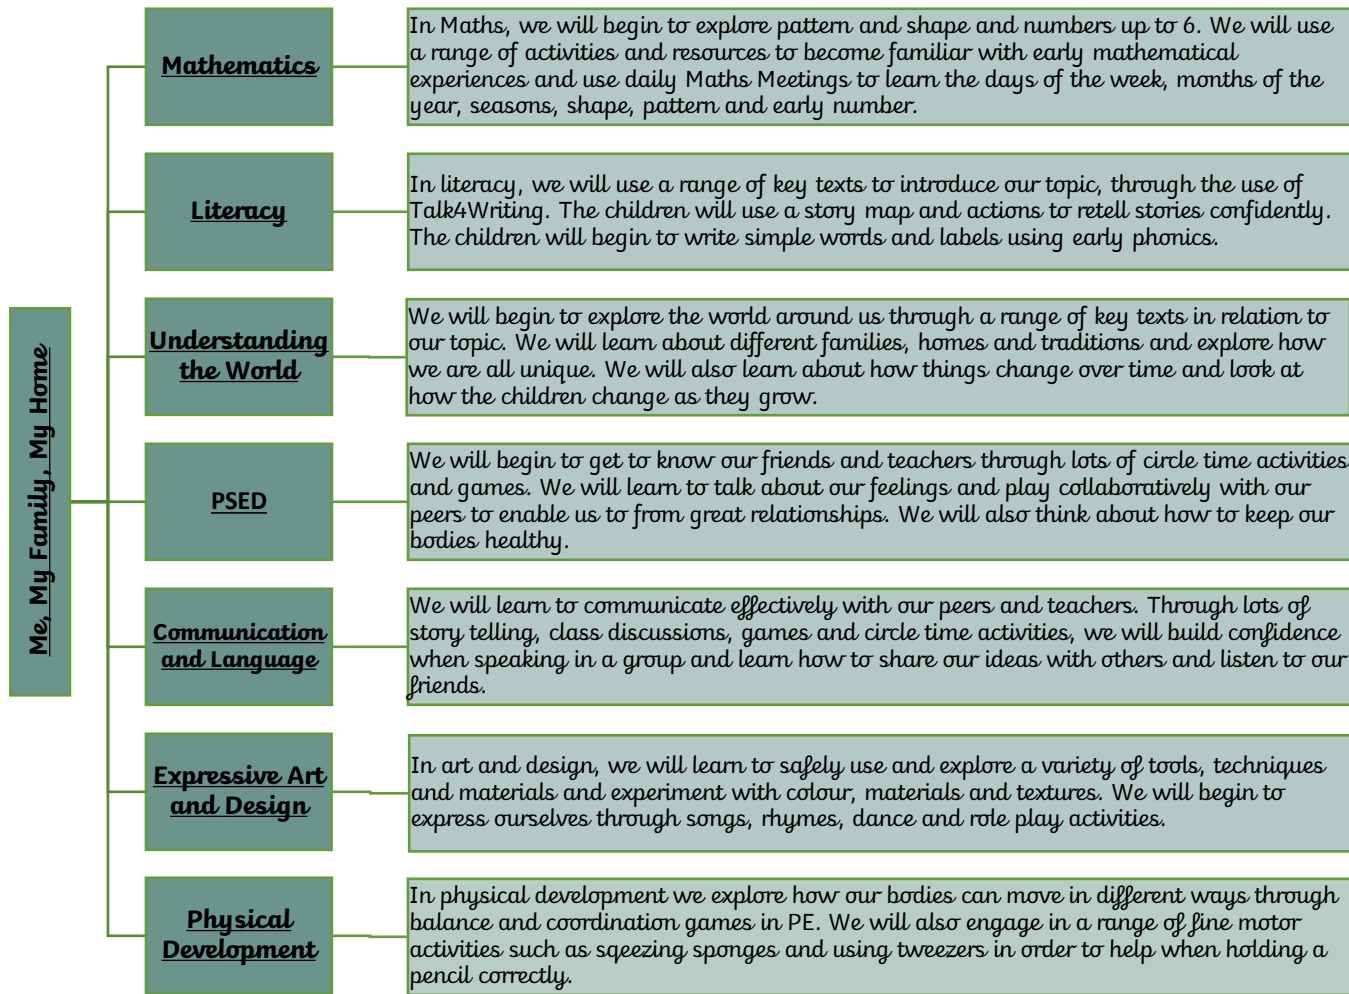 Me, My Family, My Home
Mathematics
In Maths, we will begin to explore pattern and shape and numbers up to 6. We will use
a range of activities and resources to become familiar with early mathematical
experiences and use daily Maths Meetings to learn the days of the week, months of the
year, seasons, shape, pattern and early number.
Literacy
In literacy, we will use a range of key texts to introduce our topic, through the use of
Talk4Writing. The children will use a story map and actions to retell stories confidently.
The children will begin to write simple words and labels using early phonics.
Understanding
the World
We will begin to explore the world around us through a range of key texts in relation to
our topic. We will learn about different families, homes and traditions and explore how
we are all unique. We will also learn about how things change over time and look at
how the children change as they grow.
PSED
We will begin to get to know our friends and teachers through lots of circle time activities
and games. We will learn to talk about our feelings and play collaboratively with our
peers to enable us to from great relationships. We will also think about how to keep our
bodies healthy.
Communication
and Language
We will learn to communicate effectively with our peers and teachers. Through lots of
story telling, class discussions, games and circle time activities, we will build confidence
when speaking in a group and learn how to share our ideas with others and listen to our
friends.
Expressive Art
and Design
In art and design, we will learn to safely use and explore a variety of tools, techniques
and materials and experiment with colour, materials and textures. We will begin to
express ourselves through songs, rhymes, dance and role play activities.
Physical
Development
In physical development we explore how our bodies can move in different ways through
balance and coordination games in PE. We will also engage in a range of fine motor
activities such as sqeezing sponges and using tweezers in order to help when holding a
pencil correctly.